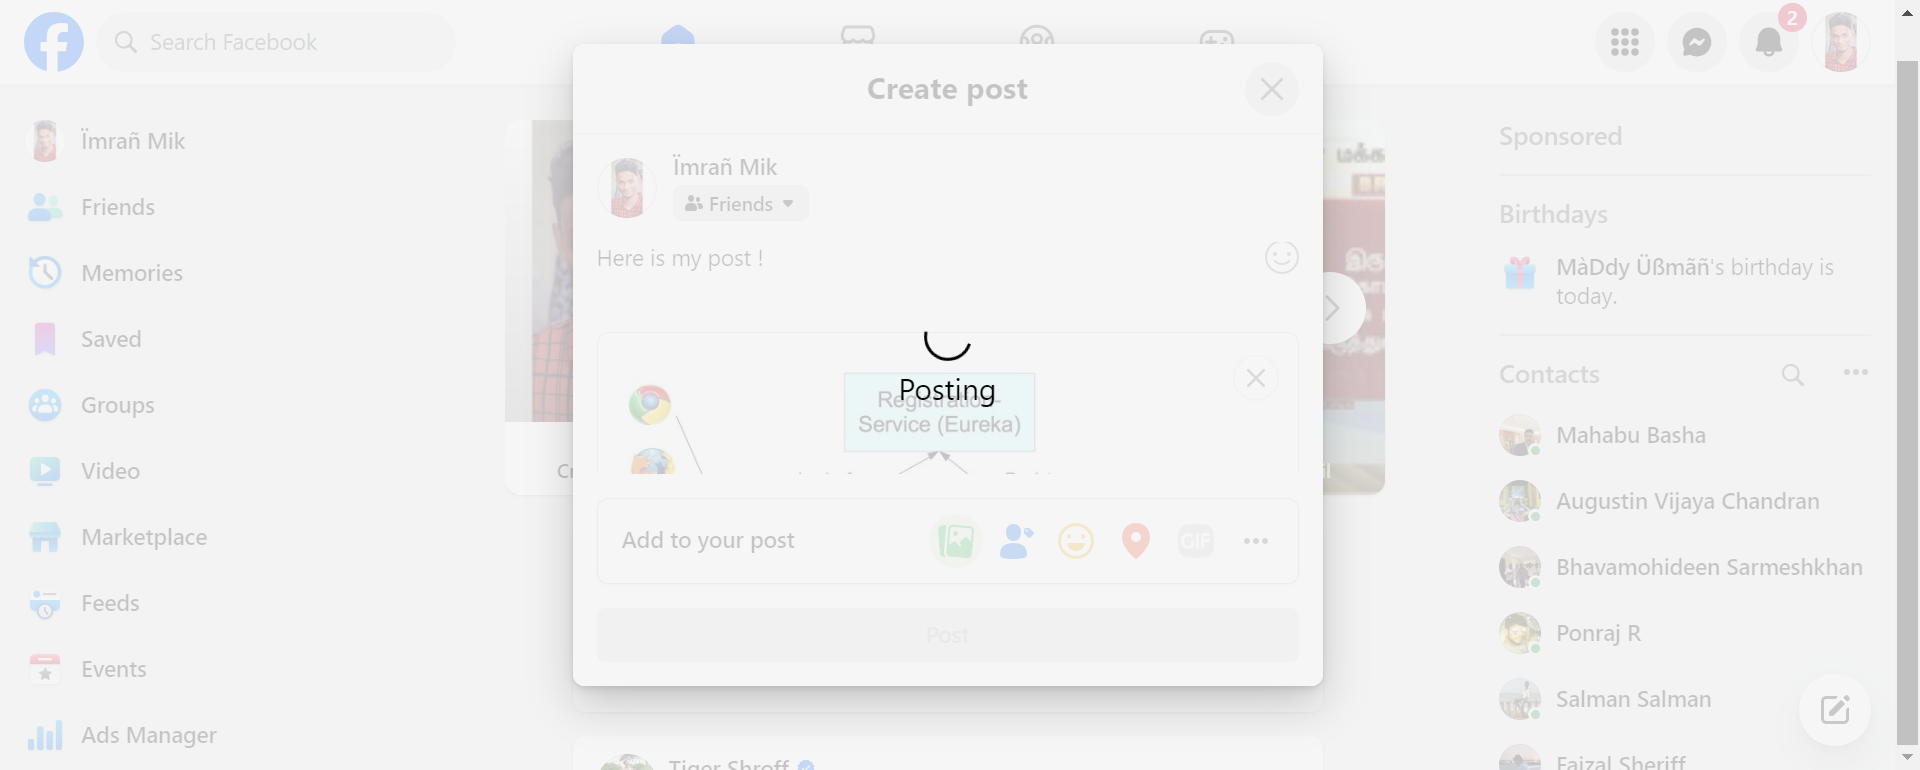 Search Facebook
2
Ïmrañ Mik
Friends
Memories
Saved
Groups
Video
Marketplace
Feeds
Events
Ads Manager
Create post
Ïmrañ Mik
Friends
Here is my post !
Posting
Registration-
Service (Eureka)
Add to your post
GIF
Post
Tiger Shroff
Sponsored
Birthdays
MàDdy Üßmãñ's birthday is
today.
Contacts
Mahabu Basha
Augustin Vijaya Chandran
Bhavamohideen Sarmeshkhan
Ponraj R
Salman Salman
Faizal Sheriff